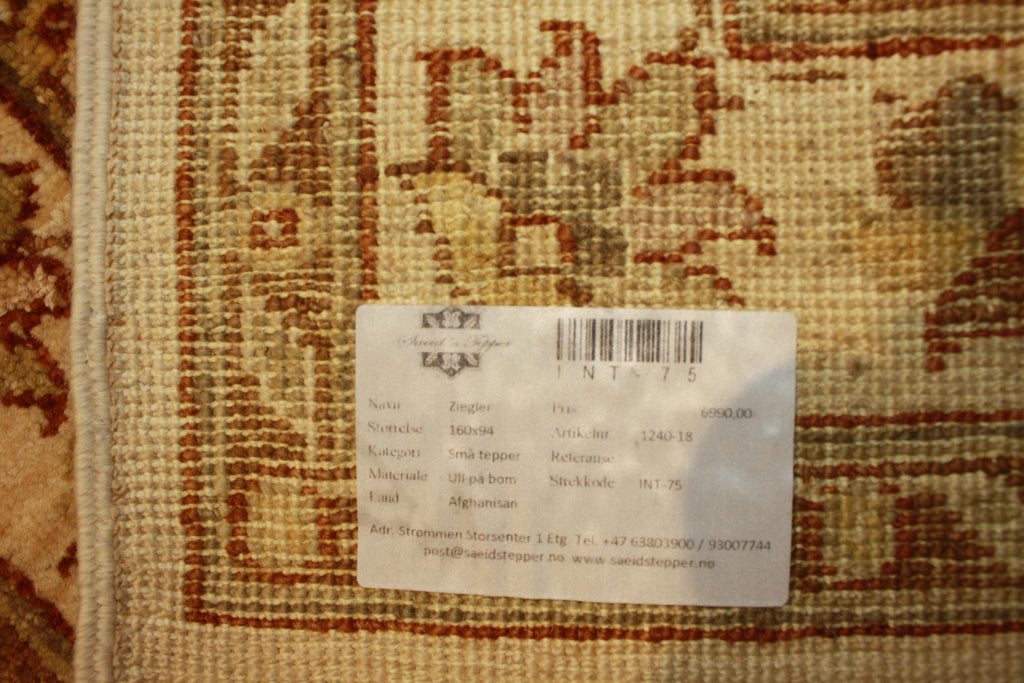 Saeid's Tepper
INT-75
Navn Ziegler Pris 6990,00
Størrelse 160x94 Artikelnr 1240-18
Kategori Små tepper Referanse
Materiale Ull på bom Strekkode INT-75
Land Afghanisan
Adr. Strømmen Storsenter 1 Etg. Tel. +47 63803900 / 93007744
post@saeidstepper.no www.saeidstepper.no